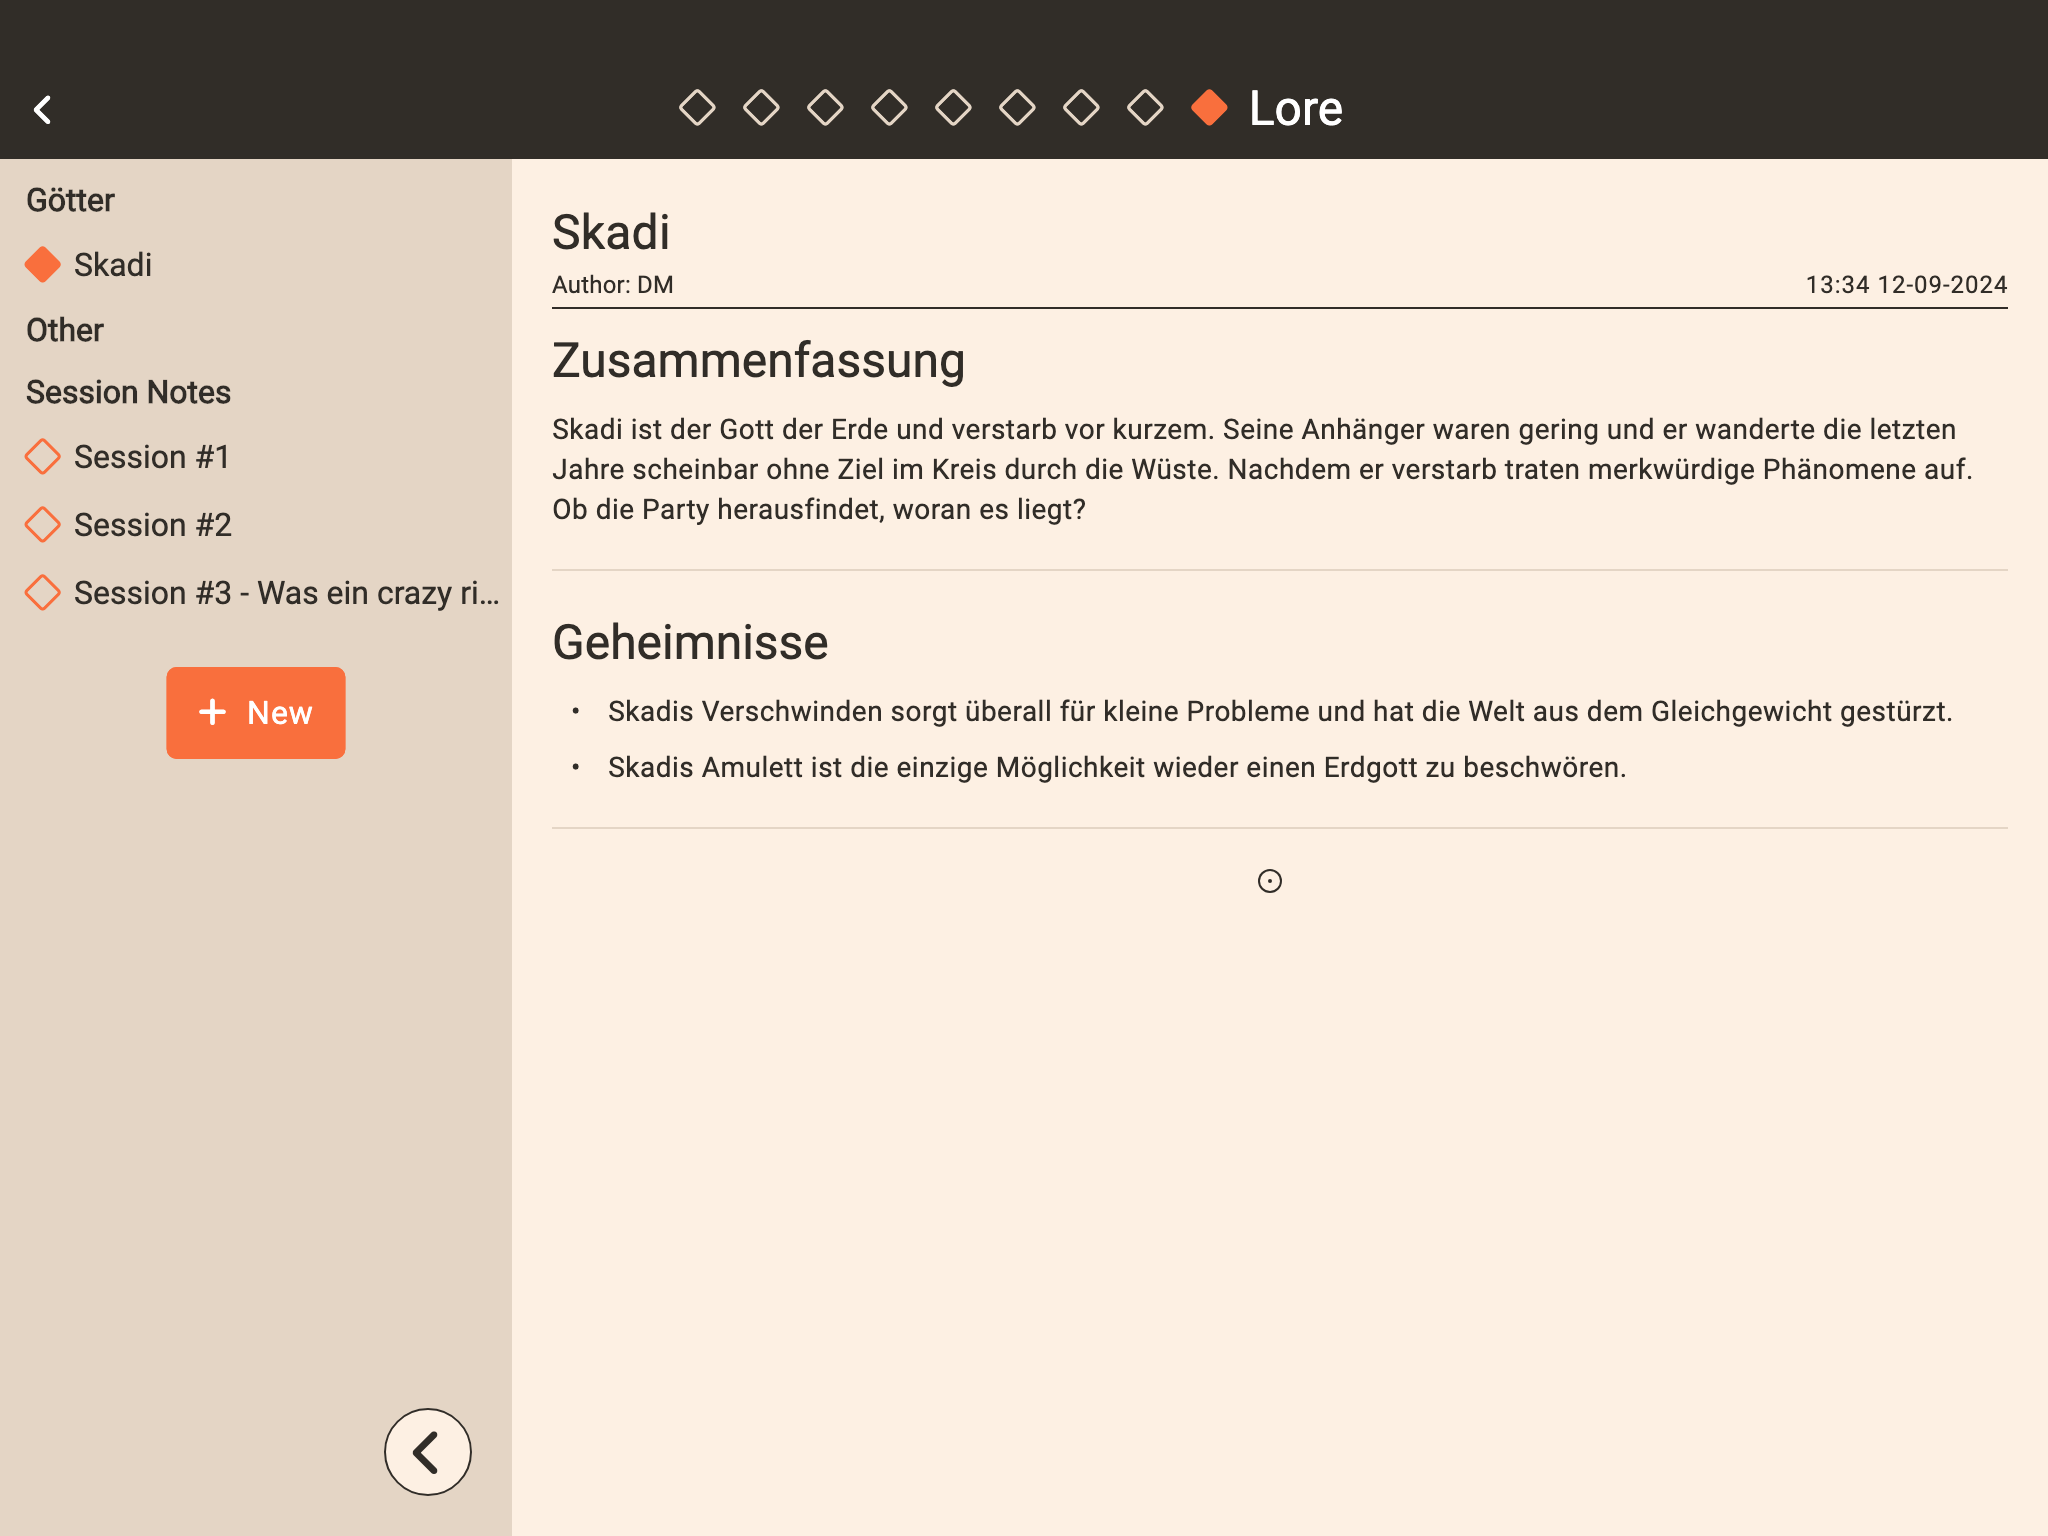 Lore
Götter
Skadi
Other
Session Notes
Session #1
Session #2
Session #3 - Was ein crazy ri...
New
Skadi
Author: DM
13:34 12-09-2024
Zusammenfassung
Skadi ist der Gott der Erde und verstarb vor kurzem. Seine Anhänger waren gering und er wanderte die letzten
Jahre scheinbar ohne Ziel im Kreis durch die Wüste. Nachdem er verstarb traten merkwürdige Phänomene auf.
Ob die Party herausfindet, woran es liegt?
Geheimnisse
• Skadis Verschwinden sorgt überall für kleine Probleme und hat die Welt aus dem Gleichgewicht gestürzt.
• Skadis Amulett ist die einzige Möglichkeit wieder einen Erdgott zu beschwören.